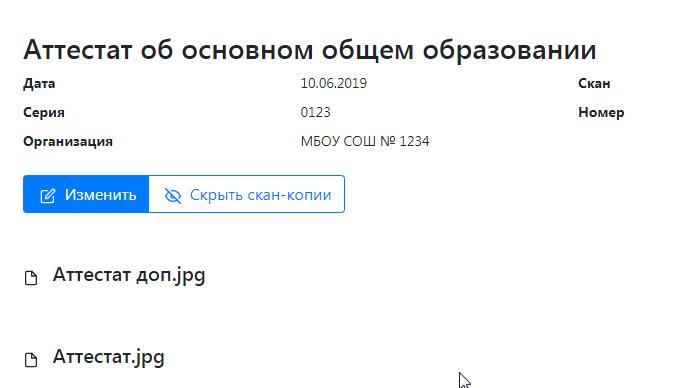 Аттестат об основном общем образовании
Дата 10.06.2019 Скан
Серия 0123 Номер
Организация МБОУ СОШ № 1234
Изменить Скрыть скан-копии
Аттестат доп.jpg
Аттестат.jpg